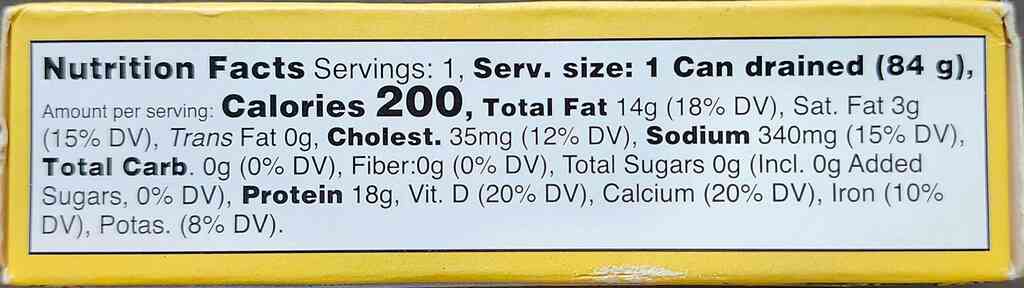 Nutrition Facts Servings: 1, Serv. size: 1 Can drained (84 g),
Amount per serving: Calories 200, Total Fat 14g (18% DV), Sat. Fat 3g
(15% DV), Trans Fat 0g, Cholest. 35mg (12% DV), Sodium 340mg (15% DV),
Total Carb. 0g (0% DV), Fiber:0g (0% DV), Total Sugars 0g (Incl. 0g Added
Sugars, 0% DV), Protein 18g, Vit. D (20% DV), Calcium (20% DV), Iron (10%
DV), Potas. (8% DV).